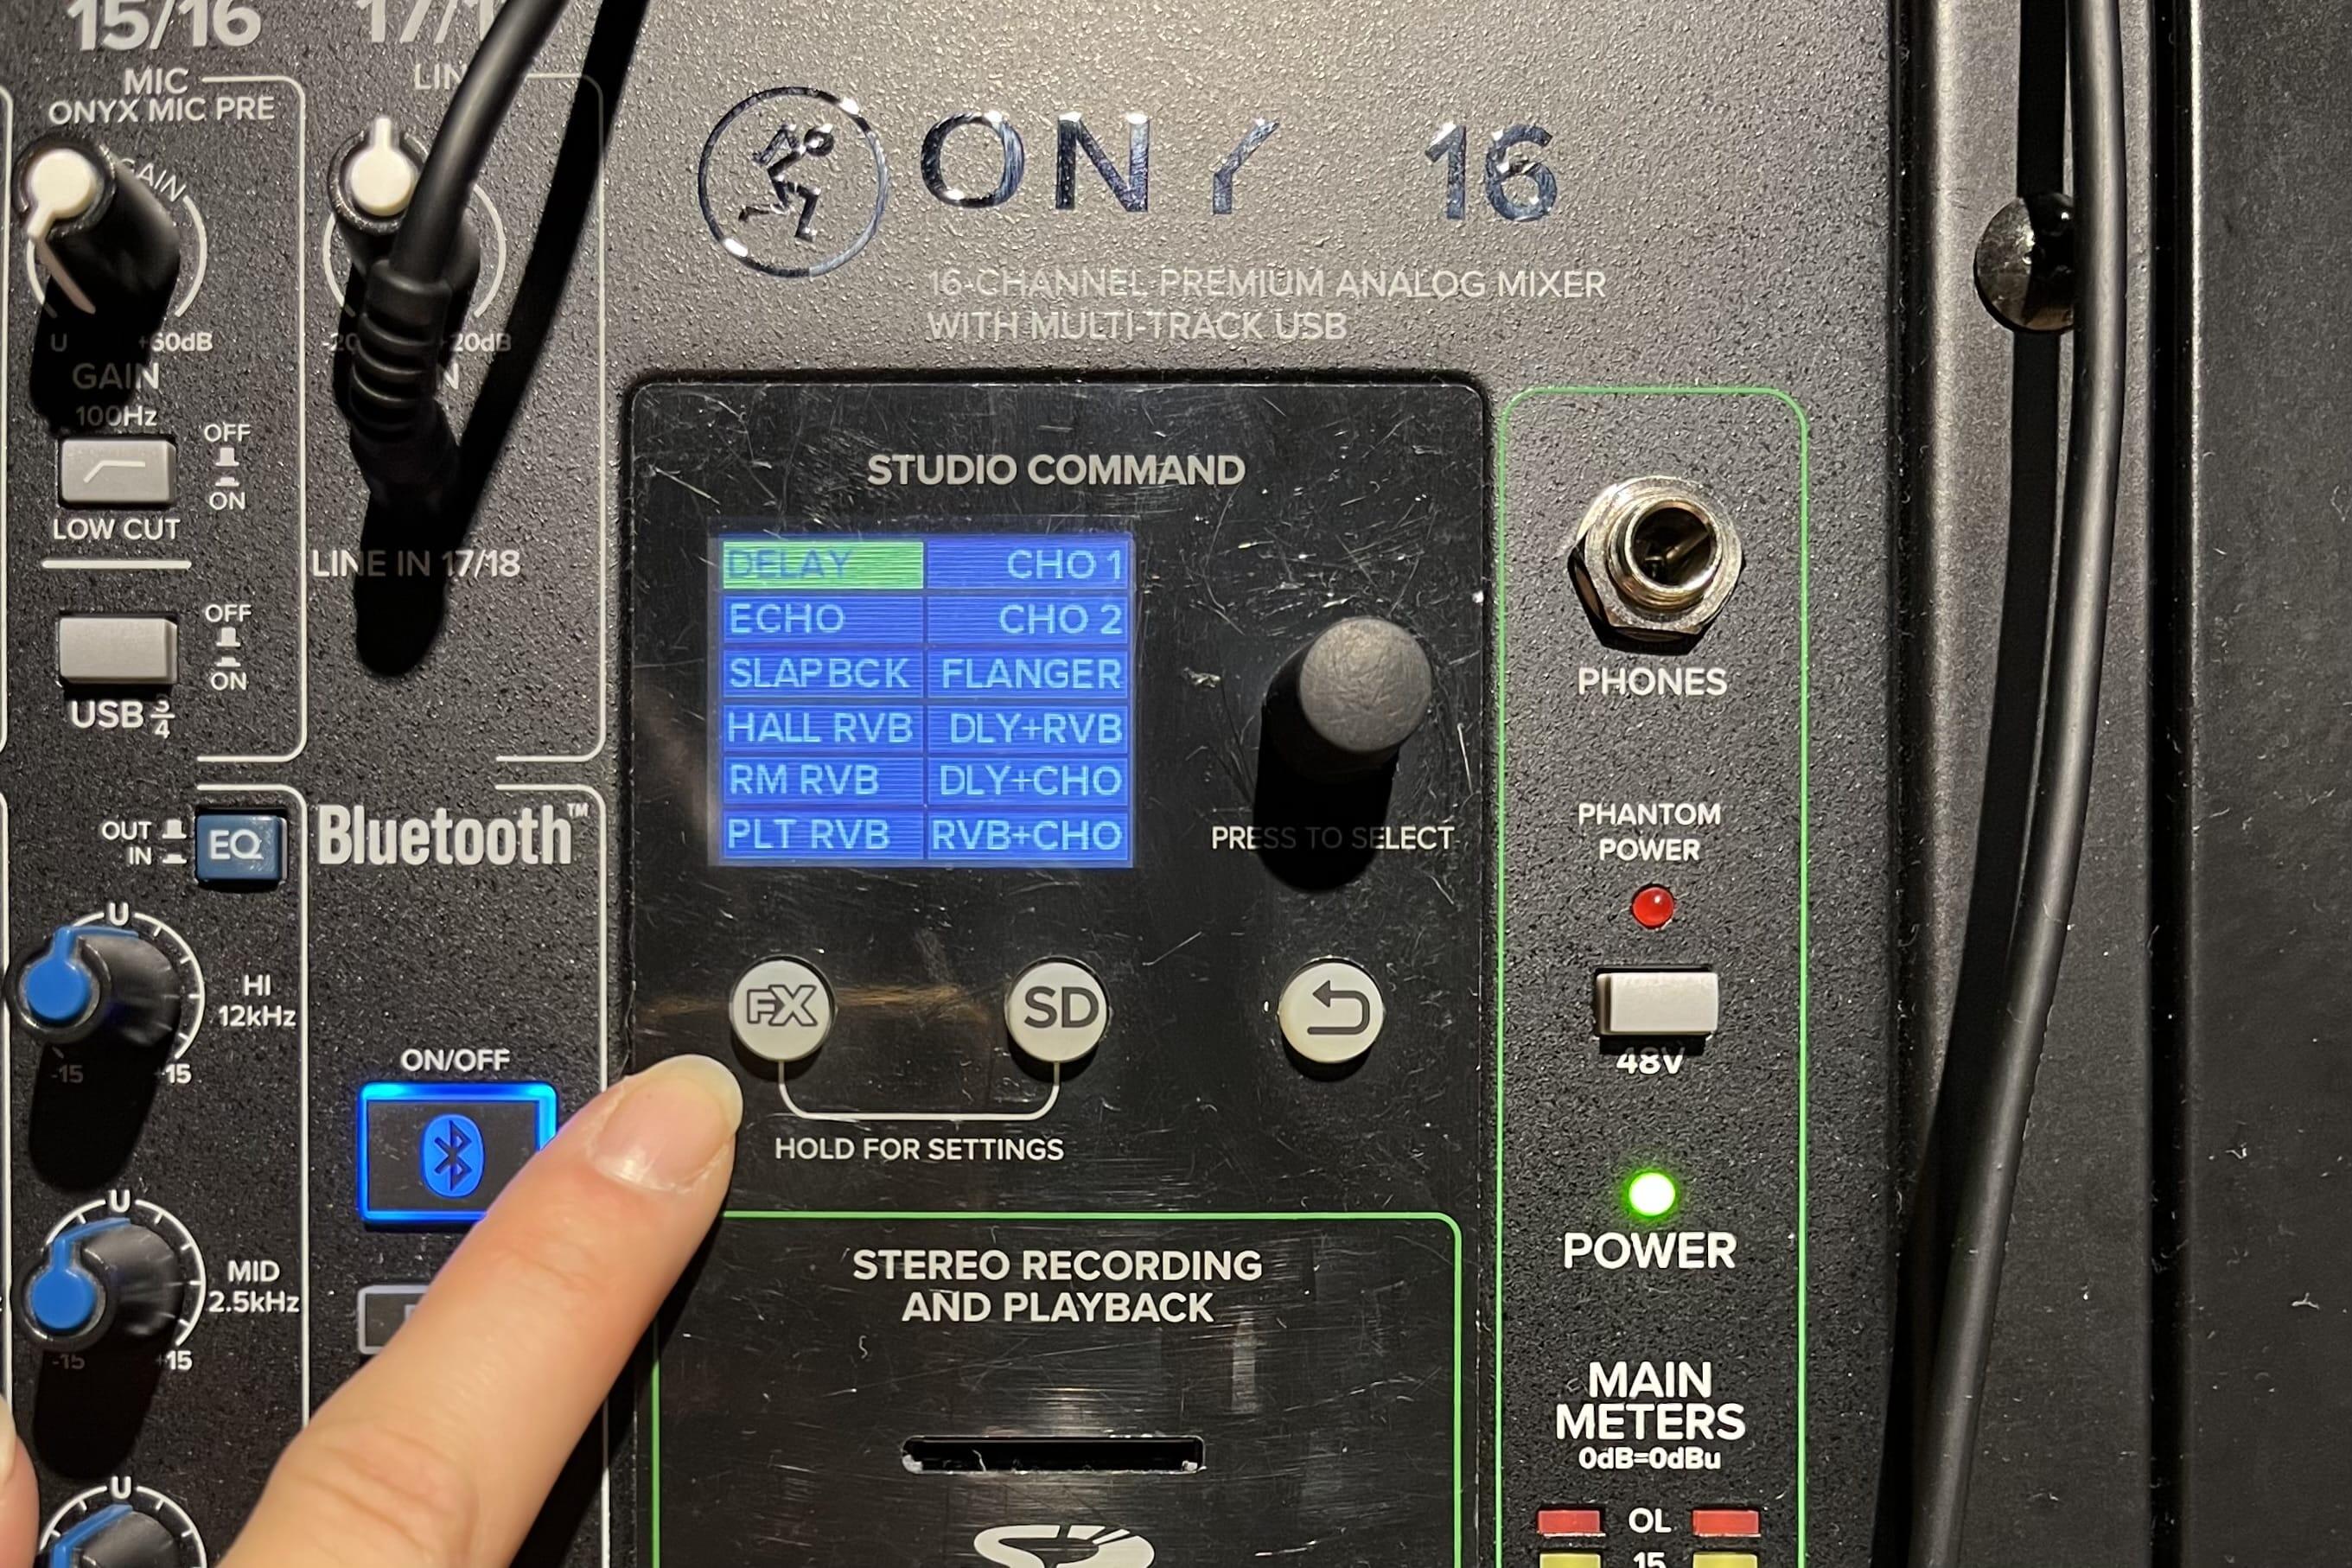 15/16
MIC
ONYX MIC PRE
GAIN
U +60dB
GAIN
100Hz
OFF
ON
LOW CUT
OFF
ON
USB 3/4
OUT
IN
EQ
U
HI
12kHz
-15 +15
U
MID
2.5kHz
-15 +15
U
-20 +20dB
LINE IN 17/18
Bluetooth™
ON/OFF
16
16-CHANNEL PREMIUM ANALOG MIXER
WITH MULTI-TRACK USB
STUDIO COMMAND
DELAY CHO 1
ECHO CHO 2
SLAPBCK FLANGER
HALL RVB DLY+RVB
RM RVB DLY+CHO
PLT RVB RVB+CHO
PRESS TO SELECT
FX SD
HOLD FOR SETTINGS
STEREO RECORDING
AND PLAYBACK
PHONES
PHANTOM
POWER
48V
POWER
MAIN
METERS
0dB=0dBu
OL
15